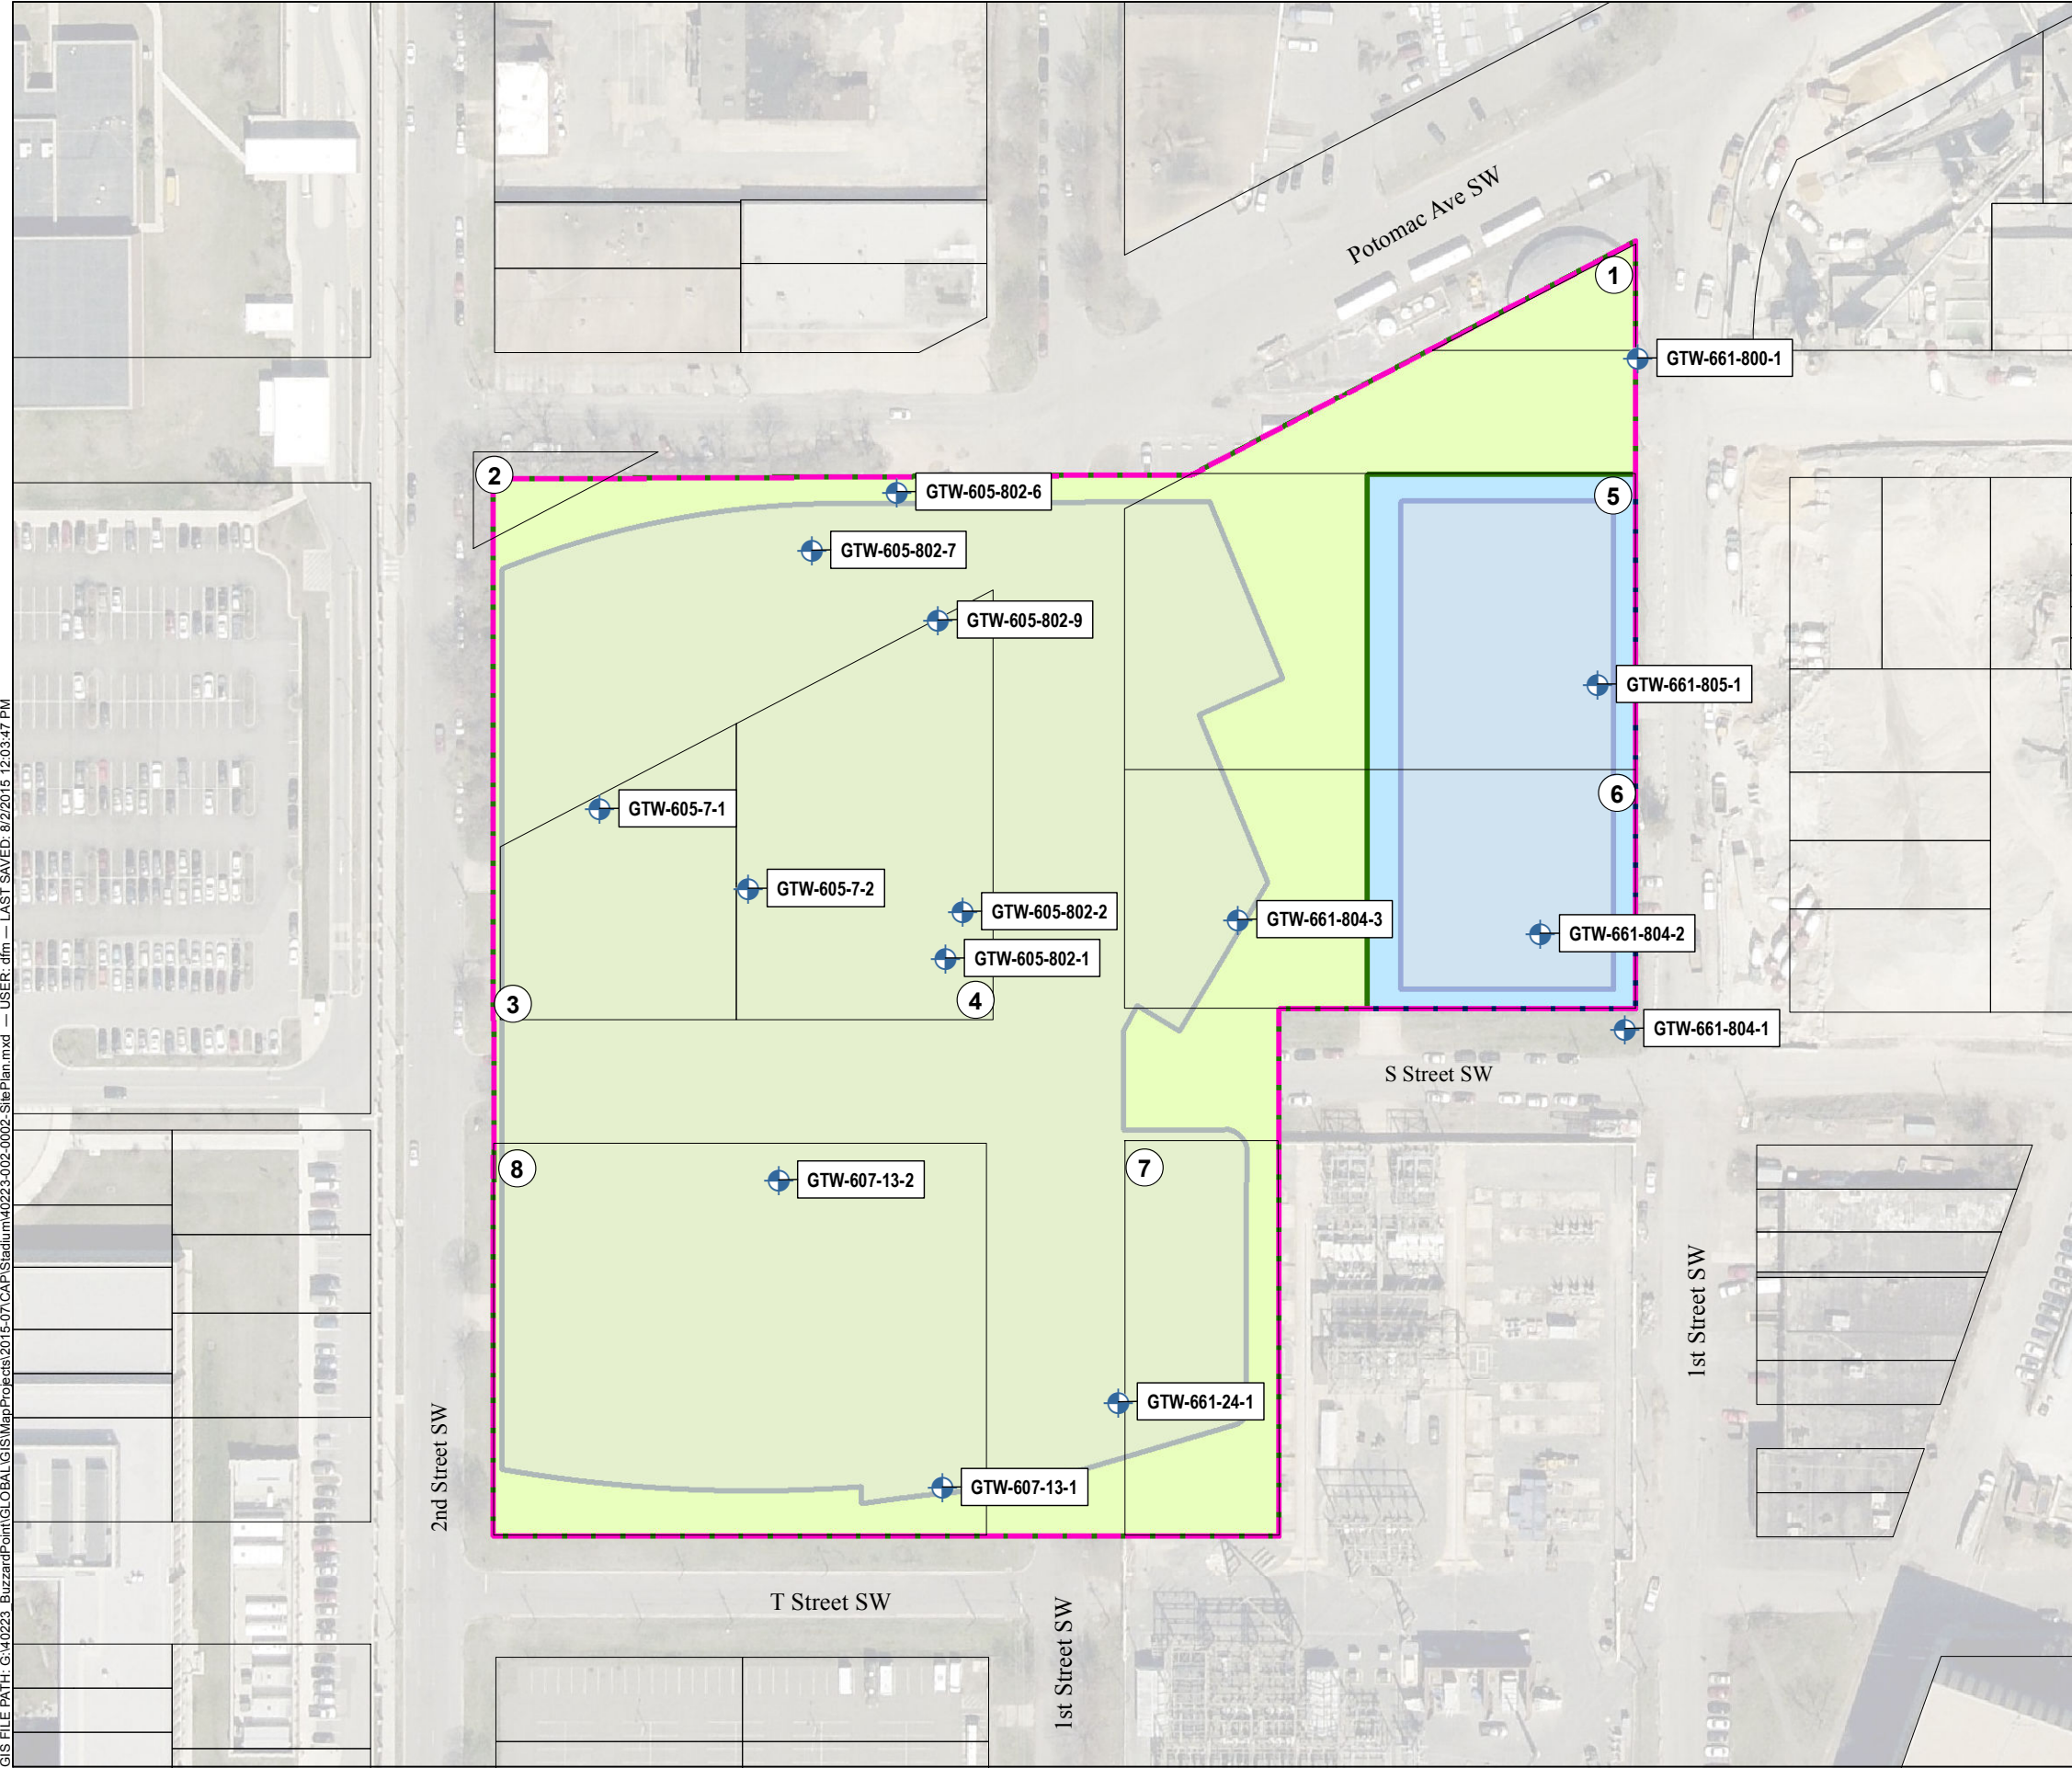 Potomac Ave SW
1
GTW-661-800-1
2
GTW-605-802-6
5
GTW-605-802-7
GTW-605-802-9
GTW-661-805-1
6
GTW-605-7-1
GTW-605-7-2
GTW-605-802-2
GTW-661-804-3
GTW-661-804-2
GTW-605-802-1
3
4
GTW-661-804-1
S Street SW
8
GTW-607-13-2
7
1st Street SW
GTW-661-24-1
2nd Street SW
GTW-607-13-1
T Street SW
1st Street SW
GIS FILE PATH: G:\40223_BuzzardPoint\GLOBAL\GIS\MapProjects\2015-07\CAP\Stadium\40223-002-0002-SitePlan.mxd — USER: dfm — LAST SAVED: 8/2/2015 12:03:47 PM